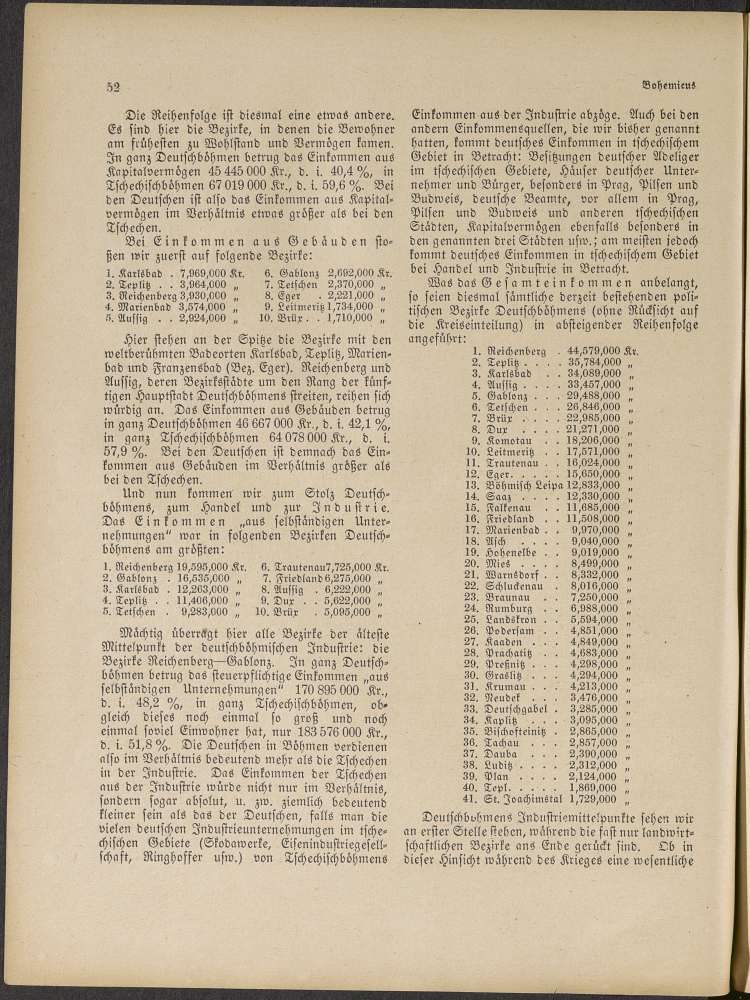 52
Bohemicus
Die Reihenfolge ist diesmal eine etwas andere.
Es sind hier die Bezirke, in denen die Bewohner
am frühesten zu Wohlstand und Vermögen kamen.
In ganz Deutschböhmen betrug das Einkommen aus
Kapitalvermögen 45 445 000 Kr., d. i. 40,4 %, in
Tschechischböhmen 67 019 000 Kr., d. i. 59,6 %. Bei
den Deutschen ist also das Einkommen aus Kapital-
vermögen im Verhältnis etwas größer als bei den
Tschechen.
Bei Einkommen aus Gebäuden sto-
ßen wir zuerst auf folgende Bezirke:
1. Karlsbad . 7,969,000 Kr. 6. Gablonz 2,692,000 Kr.
2. Teplitz . . 3,964,000 „ 7. Tetschen 2,370,000 „
3. Reichenberg 3,930,000 „ 8. Eger . 2,221,000 „
4. Marienbad 3,574,000 „ 9. Leitmeritz 1,734,000 „
5. Aussig . . 2,924,000 „ 10. Brüx . . 1,710,000 „
Hier stehen an der Spitze die Bezirke mit den
weltberühmten Badeorten Karlsbad, Teplitz, Marien-
bad und Franzensbad (Bez. Eger). Reichenberg und
Aussig, deren Bezirksstädte um den Rang der künf-
tigen Hauptstadt Deutschböhmens streiten, reihen sich
würdig an. Das Einkommen aus Gebäuden betrug
in ganz Deutschböhmen 46 667 000 Kr., d. i. 42,1 %,
in ganz Tschechischböhmen 64 078 000 Kr., d. i.
57,9 %. Bei den Deutschen ist demnach das Ein-
kommen aus Gebäuden im Verhältnis größer als
bei den Tschechen.
Und nun kommen wir zum Stolz Deutsch-
böhmens, zum Handel und zur Industrie.
Das Einkommen „aus selbständigen Unter-
nehmungen“ war in folgenden Bezirken Deutsch-
böhmens am größten:
1. Reichenberg 19,595,000 Kr. 6. Trautenau 7,725,000 Kr.
2. Gablonz . 16,535,000 „ 7. Friedland 6,275,000 „
3. Karlsbad . 12,263,000 „ 8. Aussig . 6,222,000 „
4. Teplitz . . 11,406,000 „ 9. Dux . . 5,622,000 „
5. Tetschen . 9,283,000 „ 10. Brüx . 5,095,000 „
Mächtig überragt hier alle Bezirke der älteste
Mittelpunkt der deutschböhmischen Industrie: die
Bezirke Reichenberg—Gablonz. In ganz Deutsch-
böhmen betrug das steuerpflichtige Einkommen „aus
selbständigen Unternehmungen“ 170 895 000 Kr.,
d. i. 48,2 %, in ganz Tschechischböhmen, ob-
gleich dieses noch einmal so groß und noch
einmal soviel Einwohner hat, nur 183 576 000 Kr.,
d. i. 51,8 %. Die Deutschen in Böhmen verdienen
also im Verhältnis bedeutend mehr als die Tschechen
in der Industrie. Das Einkommen der Tschechen
aus der Industrie würde nicht nur im Verhältnis,
sondern sogar absolut, u. zw. ziemlich bedeutend
kleiner sein als das der Deutschen, falls man die
vielen deutschen Industrieunternehmungen im tsche-
chischen Gebiete (Skodawerke, Eisenindustriegesell-
schaft, Ringhoffer usw.) von Tschechischböhmens
Einkommen aus der Industrie abzöge. Auch bei den
andern Einkommensquellen, die wir bisher genannt
hatten, kommt deutsches Einkommen in tschechischem
Gebiet in Betracht: Besitzungen deutscher Adeliger
im tschechischen Gebiete, Häuser deutscher Unter-
nehmer und Bürger, besonders in Prag, Pilsen und
Budweis, deutsche Beamte, vor allem in Prag,
Pilsen und Budweis und anderen tschechischen
Städten, Kapitalvermögen ebenfalls besonders in
den genannten drei Städten usw.; am meisten jedoch
kommt deutsches Einkommen in tschechischem Gebiet
bei Handel und Industrie in Betracht.
Was das Gesamteinkommen anbelangt,
so seien diesmal sämtliche derzeit bestehenden poli-
tischen Bezirke Deutschböhmens (ohne Rücksicht auf
die Kreiseinteilung) in absteigender Reihenfolge
angeführt:
1. Reichenberg . 44,579,000 Kr.
2. Teplitz . . . . 35,784,000 „
3. Karlsbad . . 34,089,000 „
4. Aussig . . . . 33,457,000 „
5. Gablonz . . . 29,488,000 „
6. Tetschen . . . 26,846,000 „
7. Brüx . . . . 22,985,000 „
8. Dux . . . . 21,271,000 „
9. Komotau . . 18,206,000 „
10. Leitmeritz . . 17,571,000 „
11. Trautenau . . 16,024,000 „
12. Eger. . . . . 15,650,000 „
13. Böhmisch Leipa 12,833,000 „
14. Saaz . . . . 12,330,000 „
15. Falkenau . . 11,685,000 „
16. Friedland . . 11,508,000 „
17. Marienbad . . 9,970,000 „
18. Asch . . . . 9,040,000 „
19. Hohenelbe . . 9,019,000 „
20. Mies . . . . 8,499,000 „
21. Warnsdorf . . 8,332,000 „
22. Schluckenau . 8,016,000 „
23. Braunau . . 7,250,000 „
24. Rumburg . . 6,988,000 „
25. Landskron . . 5,594,000 „
26. Podersam . . 4,851,000 „
27. Kaaden . . . 4,849,000 „
28. Prachatitz . . 4,683,000 „
29. Preßnitz . . . 4,298,000 „
30. Graslitz . . . 4,294,000 „
31. Krumau . . . 4,213,000 „
32. Neudek . . . 3,476,000 „
33. Deutschgabel . 3,285,000 „
34. Kaplitz . . . 3,095,000 „
35. Bischofteinitz . 2,865,000 „
36. Tachau . . . 2,857,000 „
37. Dauba . . . 2,390,000 „
38. Luditz . . . . 2,312,000 „
39. Plan . . . . 2,124,000 „
40. Tepl. . . . . 1,869,000 „
41. St. Joachimstal 1,729,000 „
Deutschböhmens Industriemittelpunkte sehen wir
an erster Stelle stehen, während die fast nur landwirt-
schaftlichen Bezirke ans Ende gerückt sind. Ob in
dieser Hinsicht während des Krieges eine wesentliche